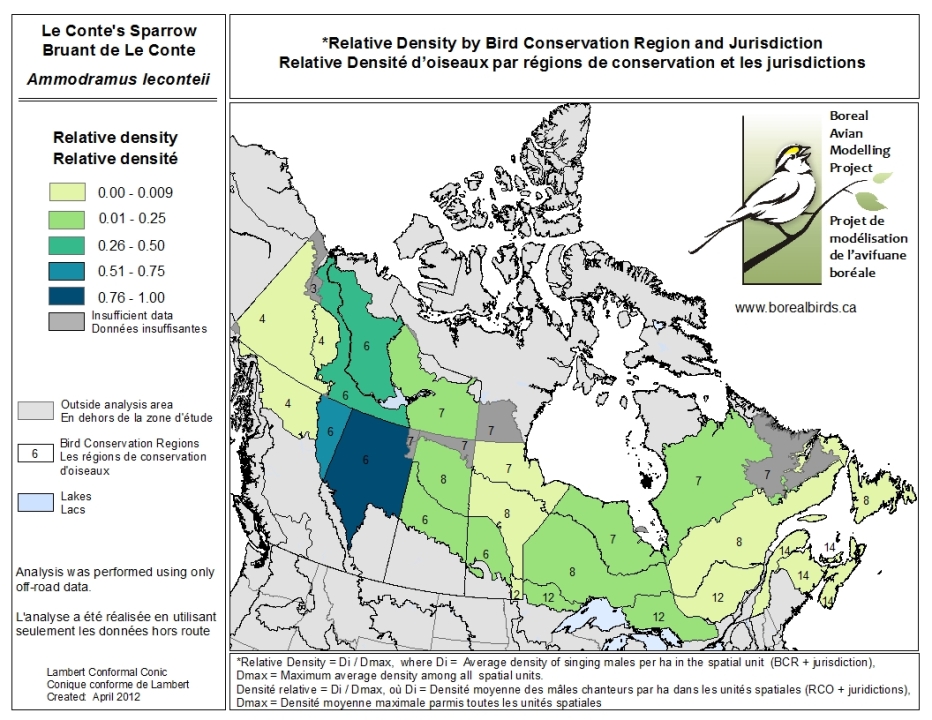 Le Conte's Sparrow
Bruant de Le Conte
Ammodramus leconteii
Relative density
Relative densité
0.00 - 0.009
0.01 - 0.25
0.26 - 0.50
0.51 - 0.75
0.76 - 1.00
Insufficient data
Données insuffisantes
Outside analysis area
En dehors de la zone d'étude
6
Bird Conservation Regions
Les régions de conservation
d'oiseaux
Lakes
Lacs
Analysis was performed using only
off-road data.
L'analyse a été réalisée en utilisant
seulement les données hors route
Lambert Conformal Conic
Conique conforme de Lambert
Created: April 2012
*Relative Density by Bird Conservation Region and Jurisdiction
Relative Densité d'oiseaux par régions de conservation et les jurisdictions
Boreal
Avian
Modelling
Project
Projet de
modélisation
de l'avifuane
boréale
www.borealbirds.ca
3
4
4
6
4
6
7
6
6
7
7
7
7
8
7
8
6
6
2
7
8
12
12
7
7
8
12
8
14
14
14
14
*Relative Density = Di / Dmax, where Di = Average density of singing males per ha in the spatial unit (BCR + jurisdiction),
Dmax = Maximum average density among all spatial units.
Densité relative = Di / Dmax, où Di = Densité moyenne des mâles chanteurs par ha dans les unités spatiales (RCO + juridictions),
Dmax = Densité moyenne maximale parmis toutes les unités spatiales